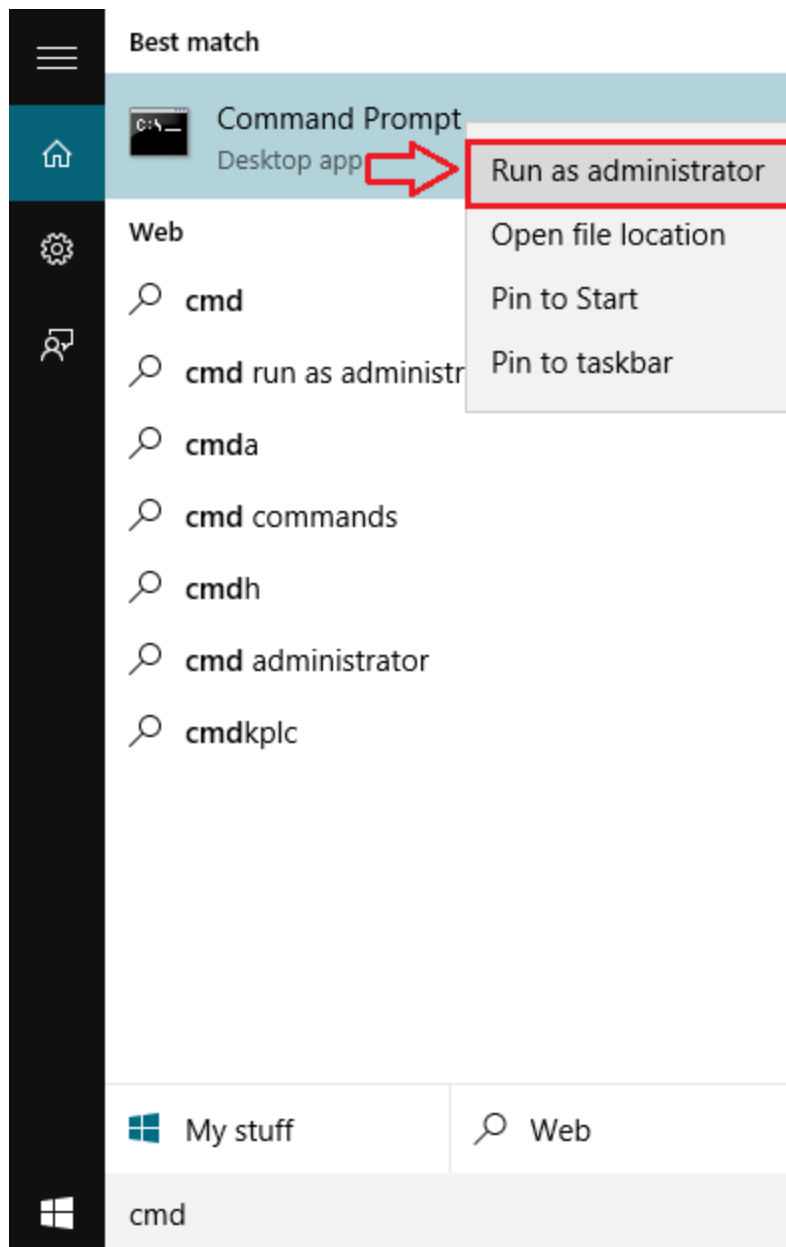 Best match
C:\_
Command Prompt
Desktop app
Run as administrator
Open file location
Pin to Start
Pin to taskbar
Web
cmd
cmd run as administr
cmda
cmd commands
cmdh
cmd administrator
cmdkplc
My stuff
Web
cmd